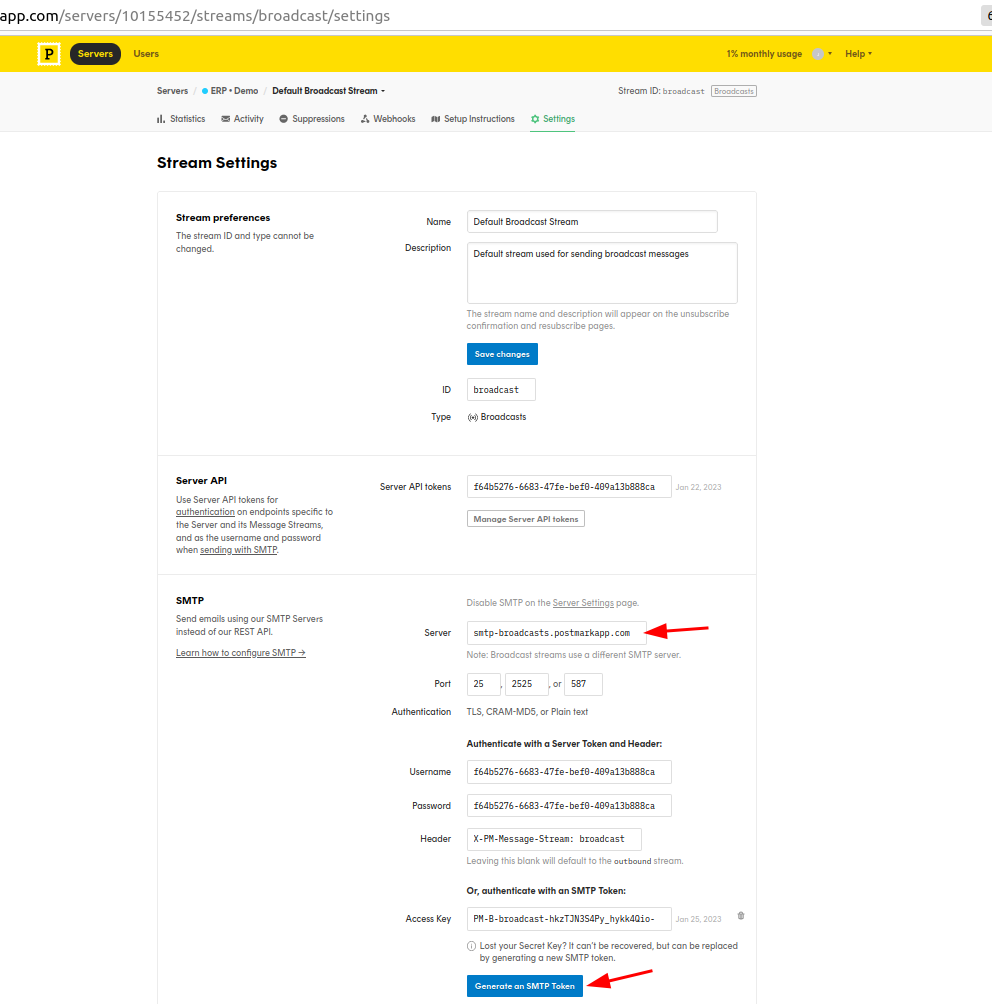 app.com/servers/10155452/streams/broadcast/settings
P Servers Users 1% monthly usage Help
Servers / ERP • Demo / Default Broadcast Stream Stream ID: broadcast Broadcasts
Statistics Activity Suppressions Webhooks Setup Instructions Settings
Stream Settings
Stream preferences
The stream ID and type cannot be
changed.
Name Default Broadcast Stream
Description Default stream used for sending broadcast messages
The stream name and description will appear on the unsubscribe
confirmation and resubscribe pages.
Save changes
ID broadcast
Type Broadcasts
Server API
Use Server API tokens for
authentication on endpoints specific to
the Server and its Message Streams,
and as the username and password
when sending with SMTP.
Server API tokens f64b5276-6683-47fe-bef0-409a13b888ca Jan 22, 2023
Manage Server API tokens
SMTP
Send emails using our SMTP Servers
instead of our REST API.
Learn how to configure SMTP →
Disable SMTP on the Server Settings page.
Server smtp-broadcasts.postmarkapp.com
Note: Broadcast streams use a different SMTP server.
Port 25 , 2525 , or 587
Authentication TLS, CRAM-MD5, or Plain text
Authenticate with a Server Token and Header:
Username f64b5276-6683-47fe-bef0-409a13b888ca
Password f64b5276-6683-47fe-bef0-409a13b888ca
Header X-PM-Message-Stream: broadcast
Leaving this blank will default to the outbound stream.
Or, authenticate with an SMTP Token:
Access Key PM-B-broadcast-hkzTJN3S4Py_hykk4Qio- Jan 25, 2023
Lost your Secret Key? It can't be recovered, but can be replaced
by generating a new SMTP token.
Generate an SMTP Token